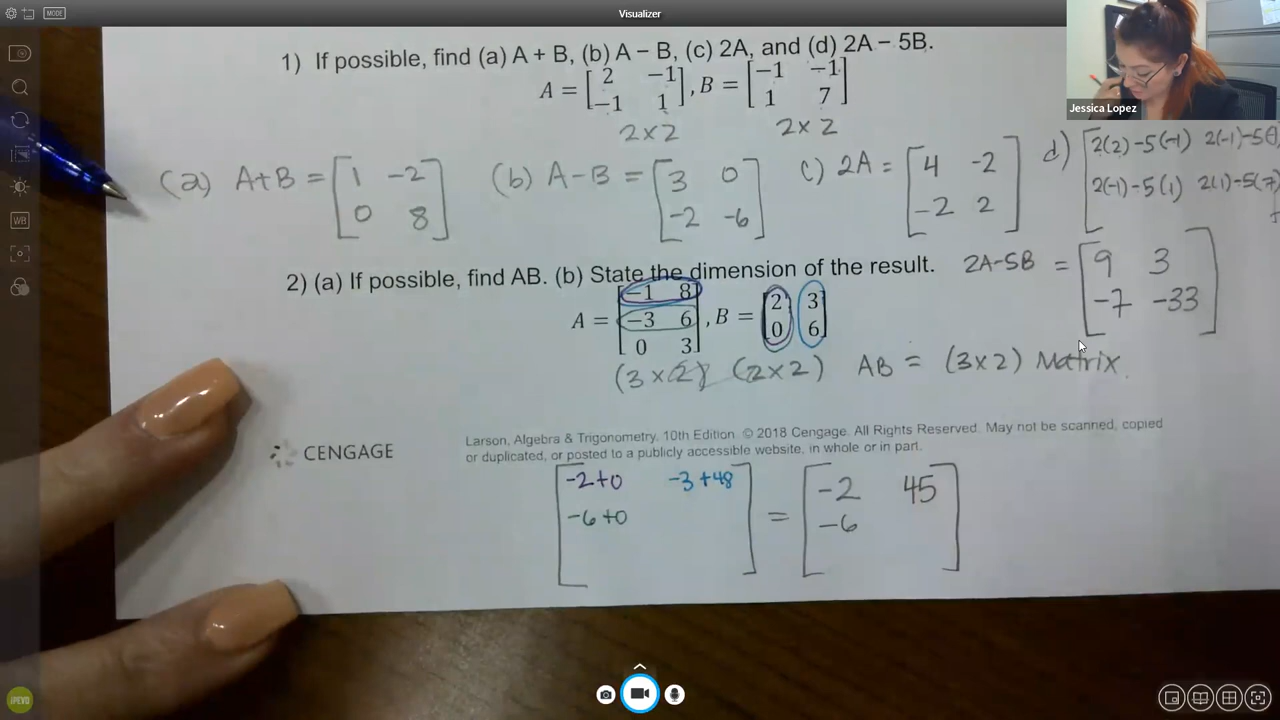 MODE
Visualizer
Jessica Lopez
WB
1) If possible, find (a) A + B, (b) A − B, (c) 2A, and (d) 2A − 5B.
A = [2 −1; −1 1], B = [−1 −1; 1 7]
2×2 2×2
(a) A+B = [1 -2; 0 8]
(b) A-B = [3 0; -2 -6]
c) 2A = [4 -2; -2 2]
d) [2(2)-5(-1) 2(-1)-5(-1; 2(-1)-5(1) 2(1)-5(7)]
2A-5B = [9 3; -7 -33]
2) (a) If possible, find AB. (b) State the dimension of the result.
A = [−1 8; −3 6; 0 3], B = [2 3; 0 6]
(3×2) (2×2) AB = (3×2) Matrix.
CENGAGE
Larson, Algebra & Trigonometry, 10th Edition. © 2018 Cengage. All Rights Reserved. May not be scanned, copied
or duplicated, or posted to a publicly accessible website, in whole or in part.
[-2+0 -3+48; -6+0] = [-2 45; -6]
IPEVO